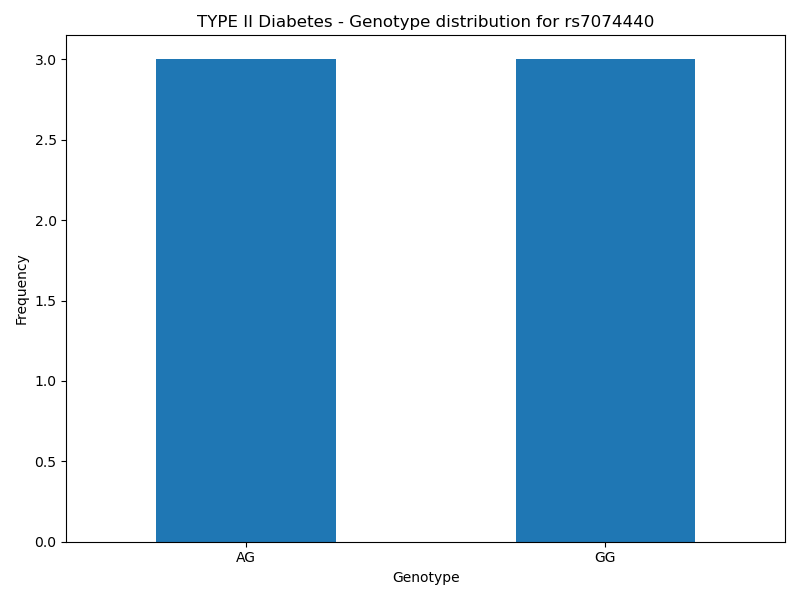 TYPE II Diabetes - Genotype distribution for rs7074440
3.0
2.5
2.0
1.5
1.0
0.5
0.0
Frequency
AG
GG
Genotype